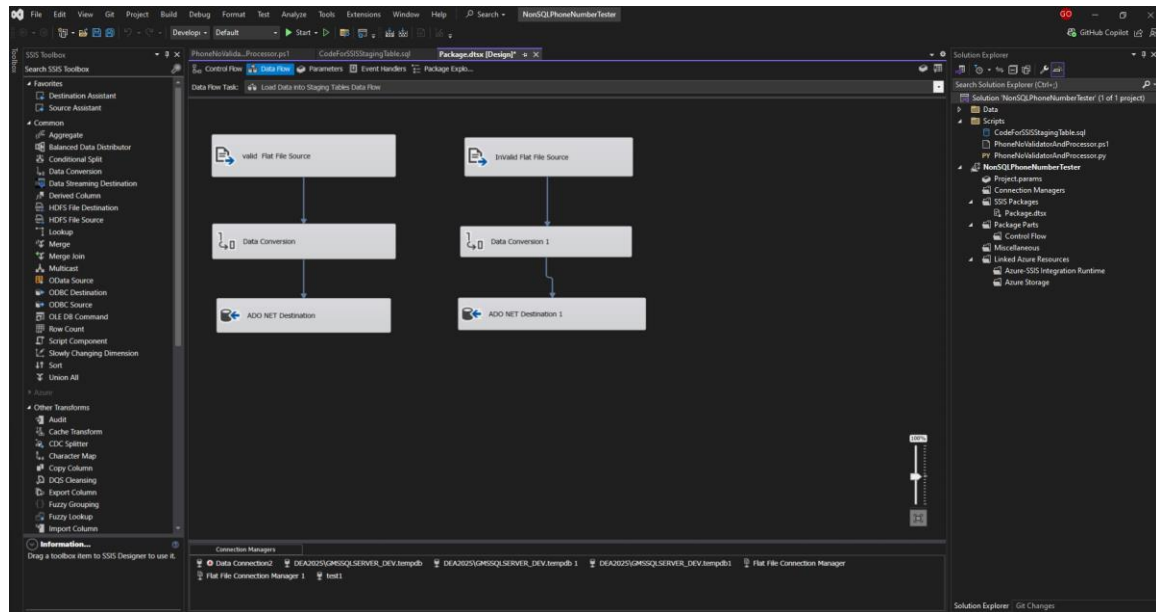 File Edit View Git Project Build Debug Format Test Analyze Tools Extensions Window Help Search NonSQLPhoneNumberTester GO
Develop Default Start GitHub Copilot
SSIS Toolbox
Search SSIS Toolbox
Favorites
Destination Assistant
Source Assistant
Common
Aggregate
Balanced Data Distributor
Conditional Split
Data Conversion
Data Streaming Destination
Derived Column
HDFS File Destination
HDFS File Source
Lookup
Merge
Merge Join
Multicast
OData Source
ODBC Destination
ODBC Source
OLE DB Command
Row Count
Script Component
Slowly Changing Dimension
Sort
Union All
Azure
Other Transforms
Audit
Cache Transform
CDC Splitter
Character Map
Copy Column
DQS Cleansing
Export Column
Fuzzy Grouping
Fuzzy Lookup
Import Column
Information...
Drag a toolbox item to SSIS Designer to use it.
PhoneNoValida...Processor.ps1 CodeForSSISStagingTable.sql Package.dtsx [Design]*
Control Flow Data Flow Parameters Event Handlers Package Explo...
Data Flow Task: Load Data into Staging Tables Data Flow
valid Flat File Source
InValid Flat File Source
Data Conversion
Data Conversion 1
ADO NET Destination
ADO NET Destination 1
100%
Connection Managers
Data Connection2 DEA2025\GMSSQLSERVER_DEV.tempdb DEA2025\GMSSQLSERVER_DEV.tempdb 1 DEA2025\GMSSQLSERVER_DEV.tempdb1 Flat File Connection Manager
Flat File Connection Manager 1 test1
Solution Explorer
Search Solution Explorer (Ctrl+;)
Solution 'NonSQLPhoneNumberTester' (1 of 1 project)
Data
Scripts
CodeForSSISStagingTable.sql
PhoneNoValidatorAndProcessor.ps1
PY PhoneNoValidatorAndProcessor.py
NonSQLPhoneNumberTester
Project.params
Connection Managers
SSIS Packages
Package.dtsx
Package Parts
Control Flow
Miscellaneous
Linked Azure Resources
Azure-SSIS Integration Runtime
Azure Storage
Solution Explorer Git Changes